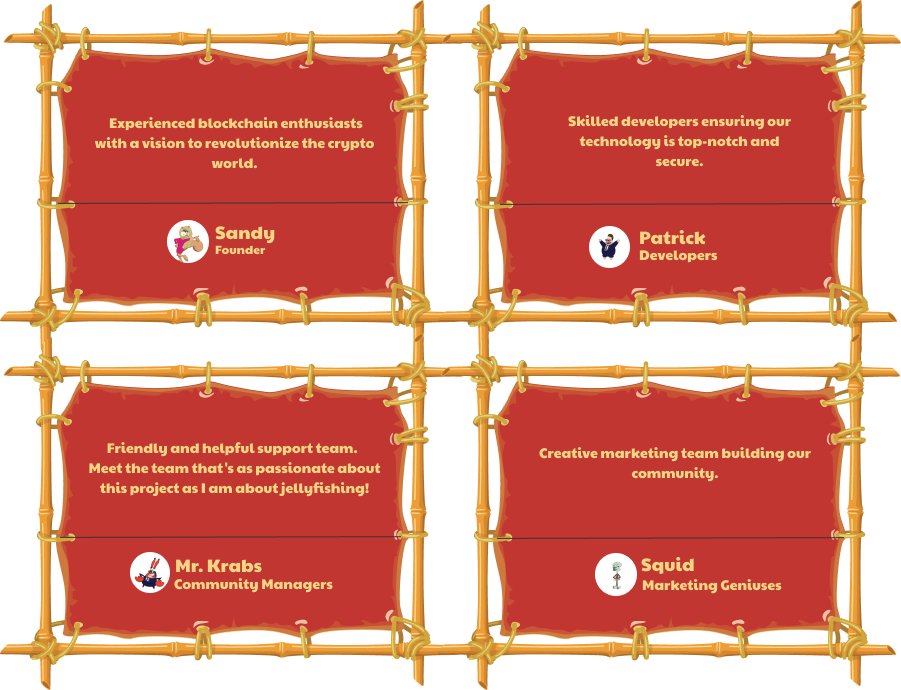 Experienced blockchain enthusiasts
with a vision to revolutionize the crypto
world.
Sandy
Founder
Skilled developers ensuring our
technology is top-notch and
secure.
Patrick
Developers
Friendly and helpful support team.
Meet the team that's as passionate about
this project as I am about jellyfishing!
Mr. Krabs
Community Managers
Creative marketing team building our
community.
Squid
Marketing Geniuses